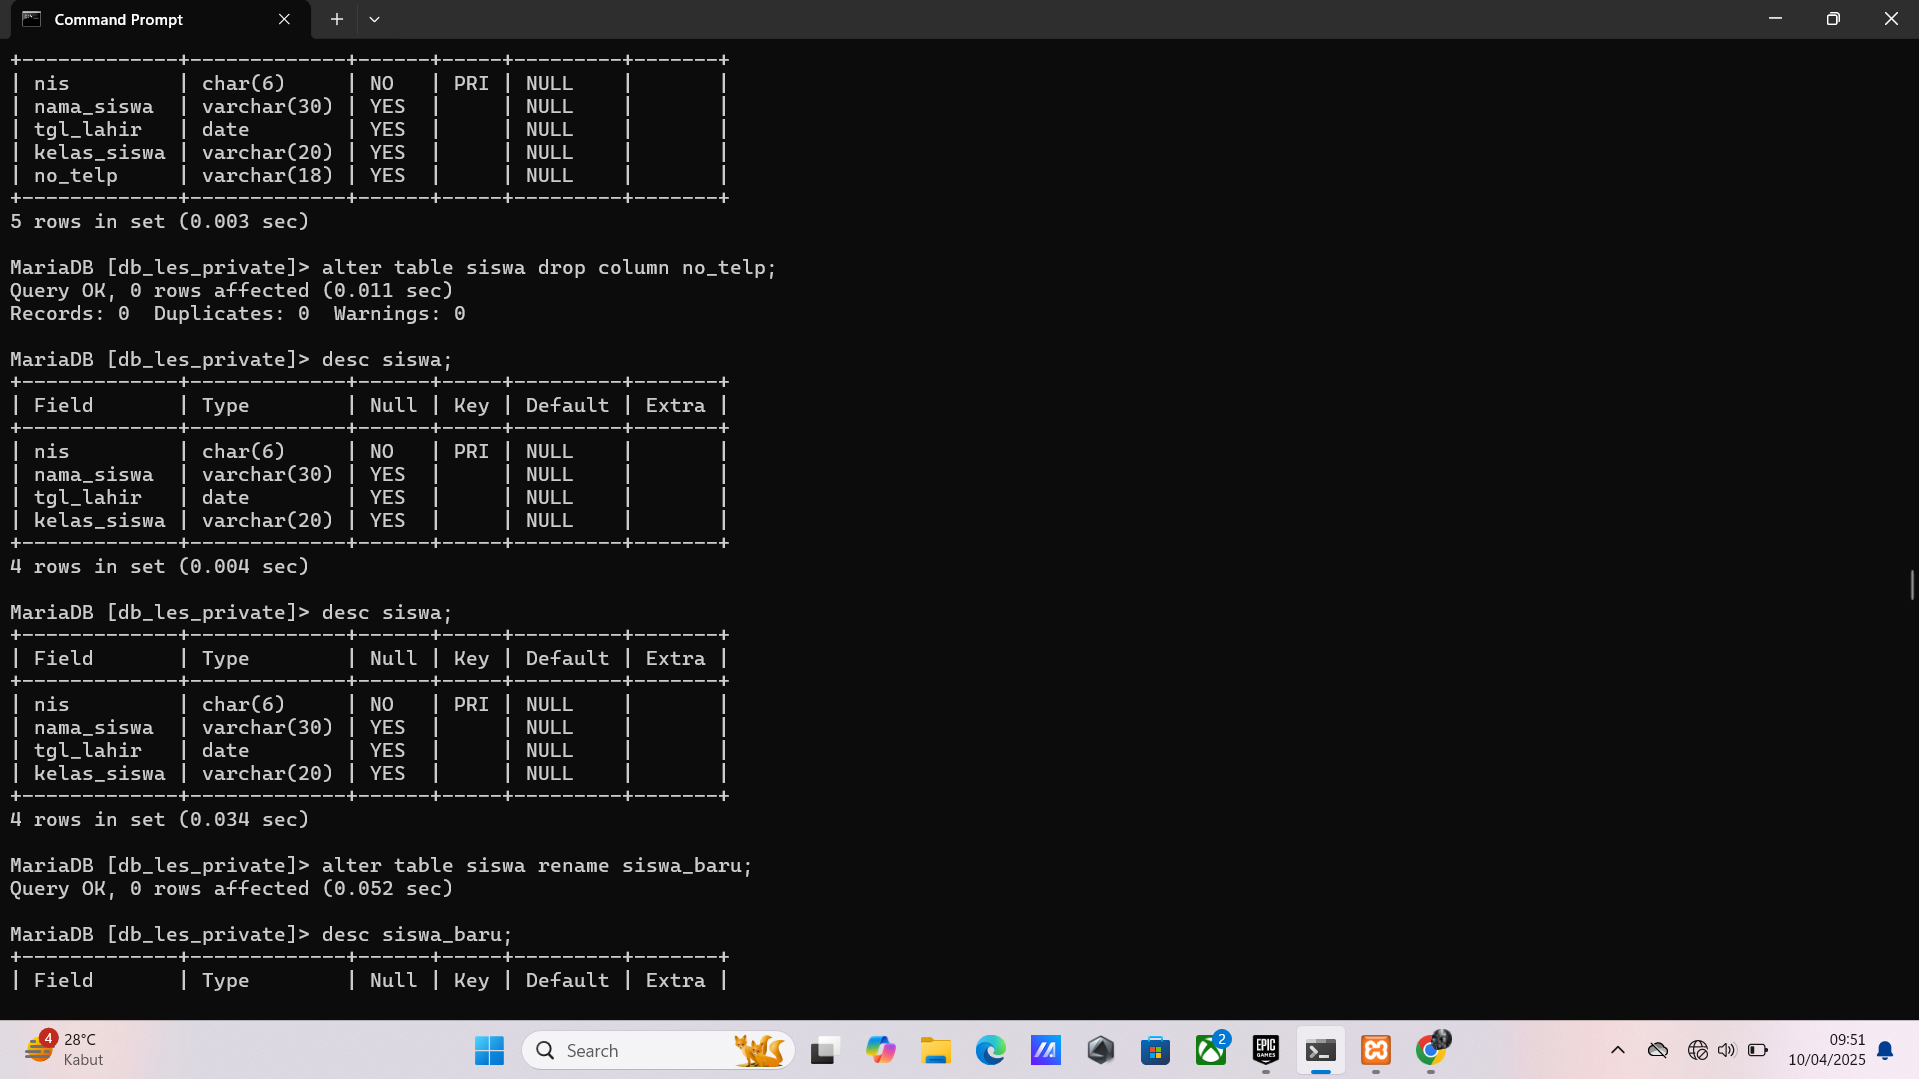 Command Prompt
+-------------+-------------+------+-----+---------+-------+
| nis         | char(6)     | NO   | PRI | NULL    |       |
| nama_siswa  | varchar(30) | YES  |     | NULL    |       |
| tgl_lahir   | date        | YES  |     | NULL    |       |
| kelas_siswa | varchar(20) | YES  |     | NULL    |       |
| no_telp     | varchar(18) | YES  |     | NULL    |       |
+-------------+-------------+------+-----+---------+-------+
5 rows in set (0.003 sec)
MariaDB [db_les_private]> alter table siswa drop column no_telp;
Query OK, 0 rows affected (0.011 sec)
Records: 0  Duplicates: 0  Warnings: 0
MariaDB [db_les_private]> desc siswa;
+-------------+-------------+------+-----+---------+-------+
| Field       | Type        | Null | Key | Default | Extra |
+-------------+-------------+------+-----+---------+-------+
| nis         | char(6)     | NO   | PRI | NULL    |       |
| nama_siswa  | varchar(30) | YES  |     | NULL    |       |
| tgl_lahir   | date        | YES  |     | NULL    |       |
| kelas_siswa | varchar(20) | YES  |     | NULL    |       |
+-------------+-------------+------+-----+---------+-------+
4 rows in set (0.004 sec)
MariaDB [db_les_private]> desc siswa;
+-------------+-------------+------+-----+---------+-------+
| Field       | Type        | Null | Key | Default | Extra |
+-------------+-------------+------+-----+---------+-------+
| nis         | char(6)     | NO   | PRI | NULL    |       |
| nama_siswa  | varchar(30) | YES  |     | NULL    |       |
| tgl_lahir   | date        | YES  |     | NULL    |       |
| kelas_siswa | varchar(20) | YES  |     | NULL    |       |
+-------------+-------------+------+-----+---------+-------+
4 rows in set (0.034 sec)
MariaDB [db_les_private]> alter table siswa rename siswa_baru;
Query OK, 0 rows affected (0.052 sec)
MariaDB [db_les_private]> desc siswa_baru;
+-------------+-------------+------+-----+---------+-------+
| Field       | Type        | Null | Key | Default | Extra |
4
28°C
Kabut
Search
2
EPIC
GAMES
09:51
10/04/2025